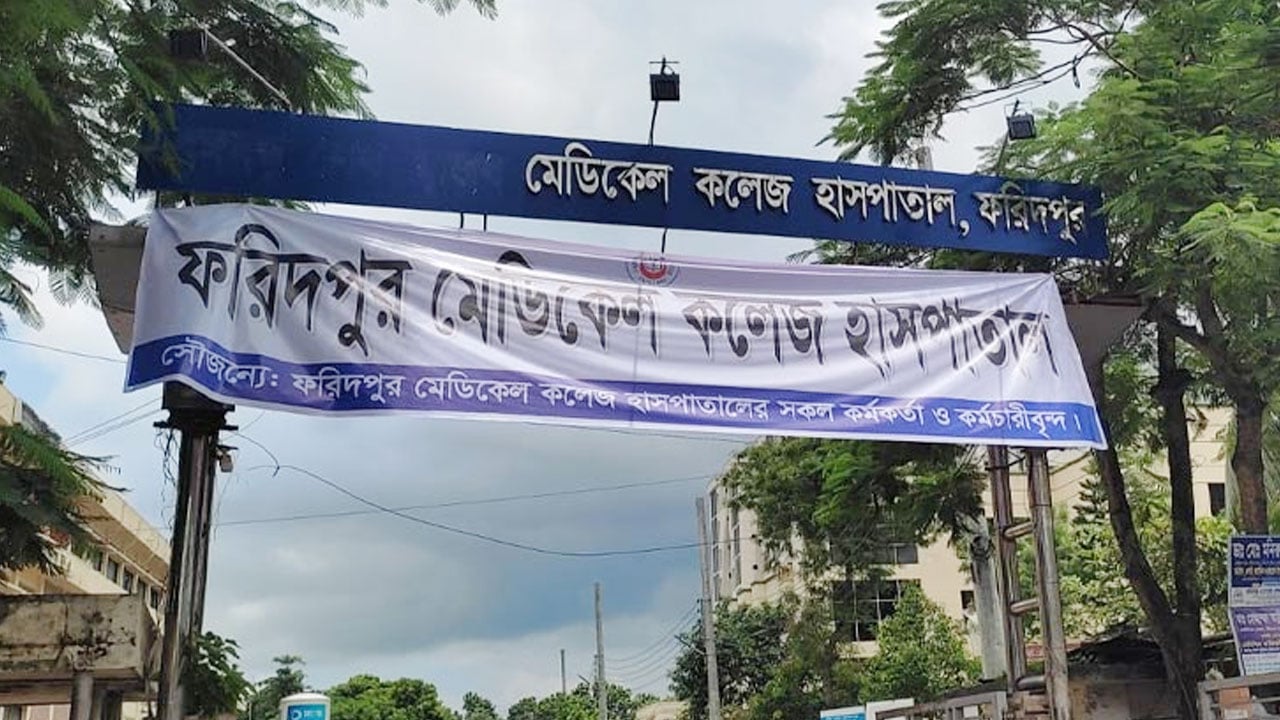 মেডিকেল কলেজ হাসপাতাল, ফরিদপুর
ফরিদপুর মেডিকেল কলেজ হাসপাতাল
সৌজন্যে: ফরিদপুর মেডিকেল কলেজ হাসপাতালের সকল কর্মকর্তা ও কর্মচারীবৃন্দ।